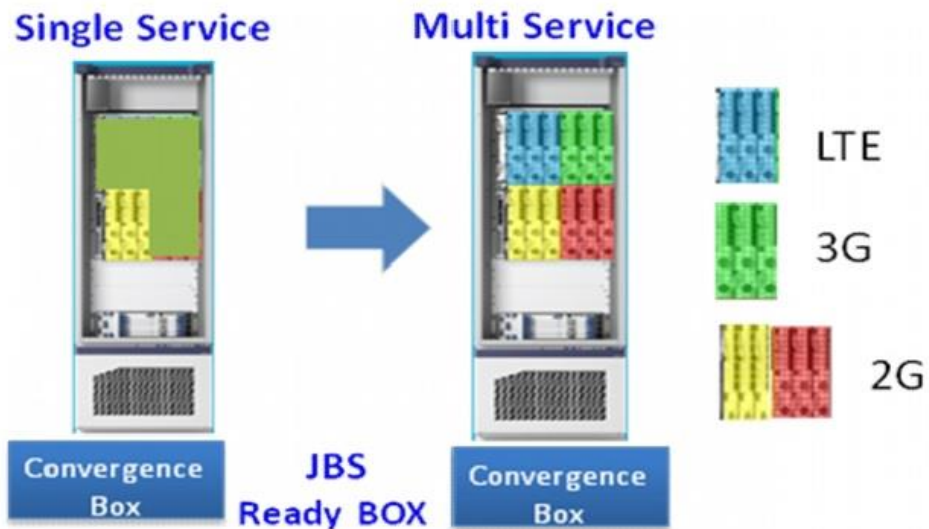 Single Service
Multi Service
LTE
3G
2G
Convergence
Box
JBS
Ready BOX
Convergence
Box